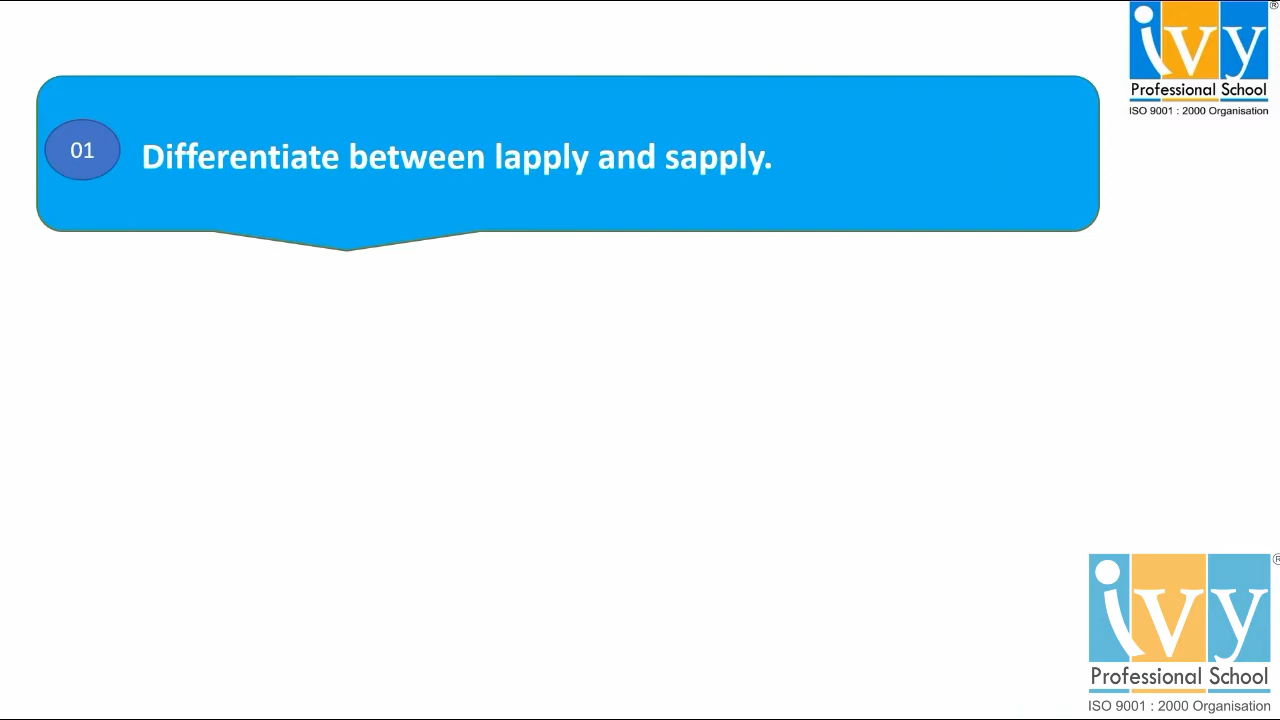 ivy®
Professional School
ISO 9001 : 2000 Organisation
01 Differentiate between lapply and sapply.
ivy®
Professional School
ISO 9001 : 2000 Organisation